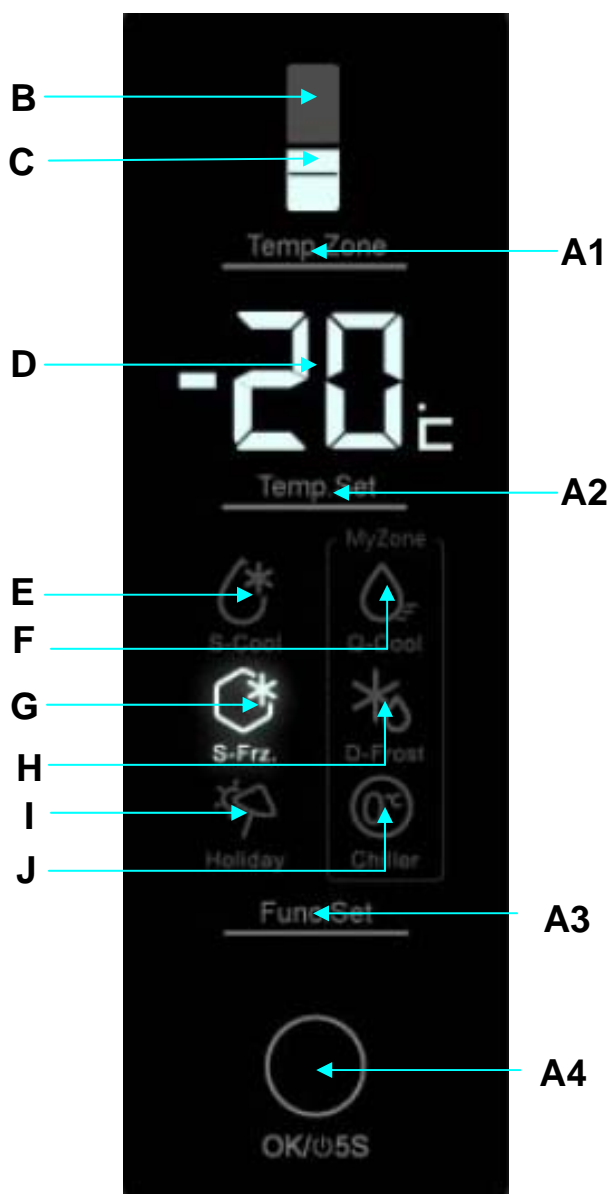 B
C
Temp Zone
A1
D
-20 °C
Temp Set
A2
MyZone
E
S-Cool
F
Q-Cool
G
S-Frz.
H
D-Frost
I
0°C
Holiday
J
Chiller
Func Set
A3
A4
OK/⏻5S